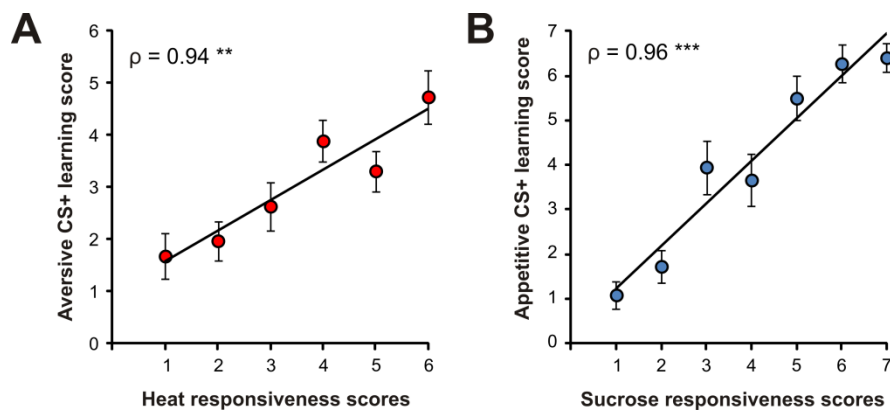 A
ρ = 0.94 **
Aversive CS+ learning score
6
5
4
3
2
1
0
1 2 3 4 5 6
Heat responsiveness scores
B
ρ = 0.96 ***
Appetitive CS+ learning score
7
6
5
4
3
2
1
0
1 2 3 4 5 6 7
Sucrose responsiveness scores